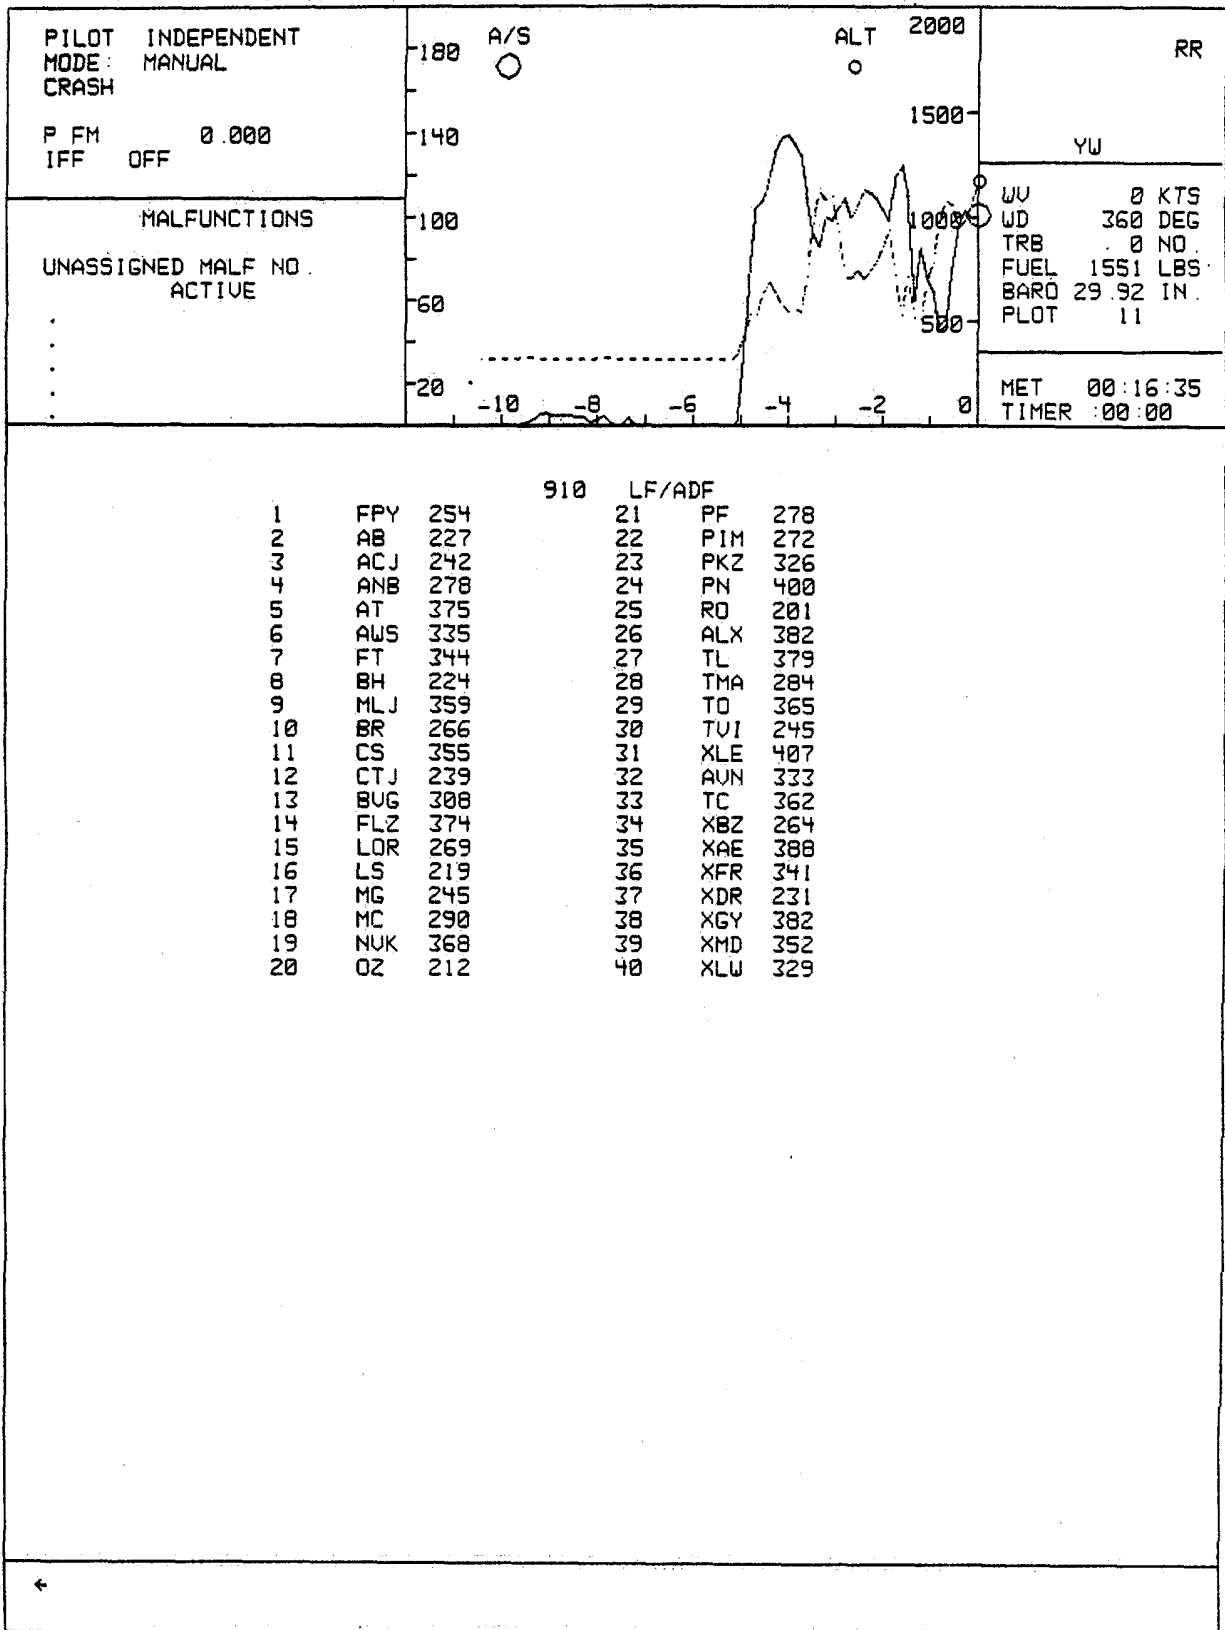 PILOT INDEPENDENT
MODE: MANUAL
CRASH
P FM 0.000
IFF OFF
MALFUNCTIONS
UNASSIGNED MALF NO.
ACTIVE
A/S
ALT
180
140
100
60
20
2000
1500
1000
500
-10 -8 -6 -4 -2 0
RR
YW
WV 0 KTS
WD 360 DEG
TRB 0 NO.
FUEL 1551 LBS
BARO 29.92 IN.
PLOT 11
MET 00:16:35
TIMER :00:00
910 LF/ADF
1 FPY 254 21 PF 278
2 AB 227 22 PIM 272
3 ACJ 242 23 PKZ 326
4 ANB 278 24 PN 400
5 AT 375 25 RO 201
6 AWS 335 26 ALX 382
7 FT 344 27 TL 379
8 BH 224 28 TMA 284
9 MLJ 359 29 TO 365
10 BR 266 30 TVI 245
11 CS 355 31 XLE 407
12 CTJ 239 32 AVN 333
13 BVG 308 33 TC 362
14 FLZ 374 34 XBZ 264
15 LOR 269 35 XAE 388
16 LS 219 36 XFR 341
17 MG 245 37 XDR 231
18 MC 290 38 XGY 382
19 NVK 368 39 XMD 352
20 OZ 212 40 XLW 329
←